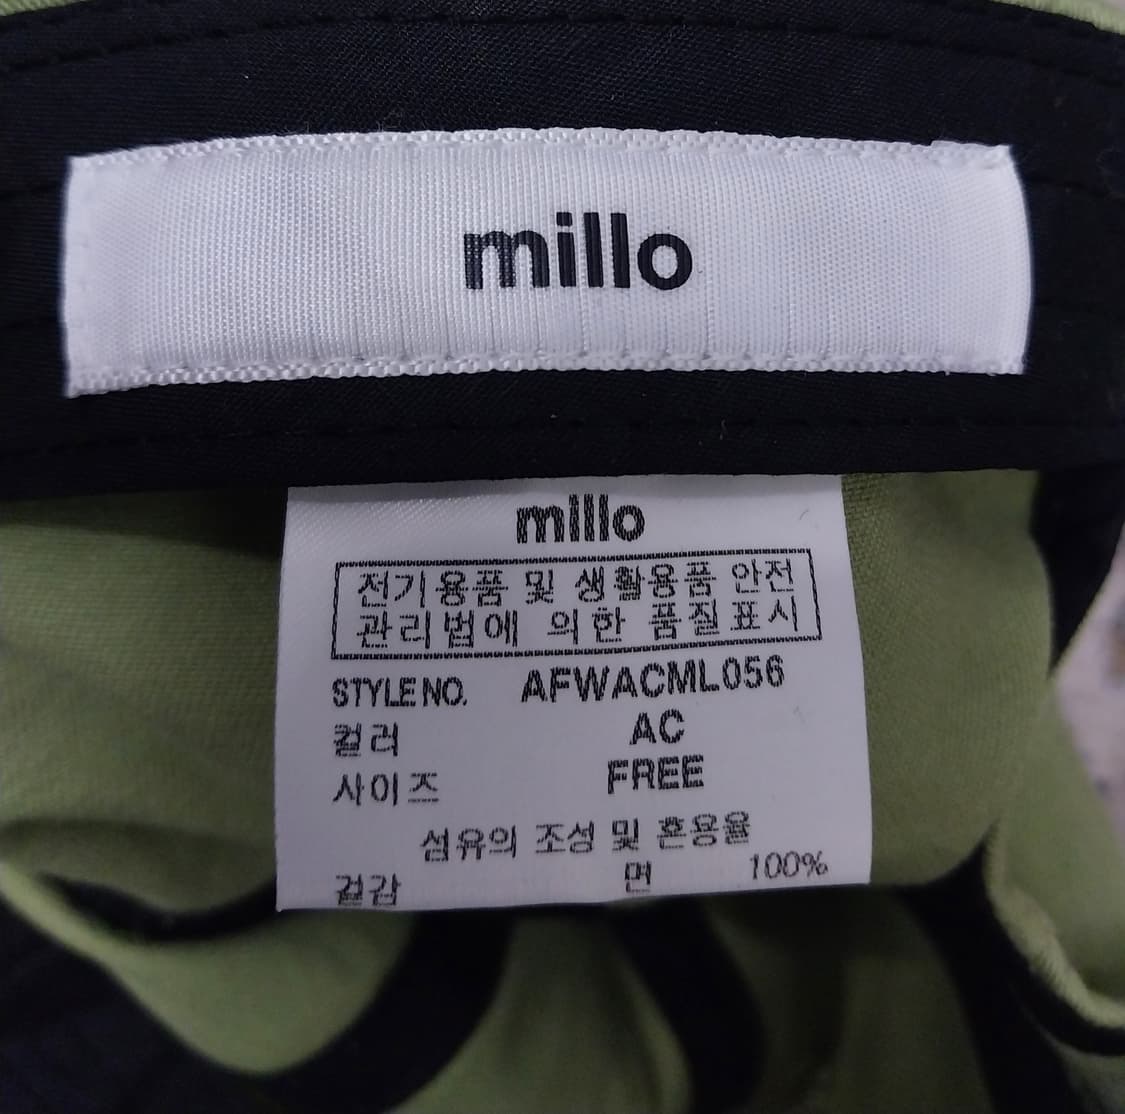 millo
millo
전기용품 및 생활용품 안전
관리법에 의한 품질표시
STYLE NO. AFWACML056
컬러 AC
사이즈 FREE
섬유의 조성 및 혼용율
겉감 면 100%